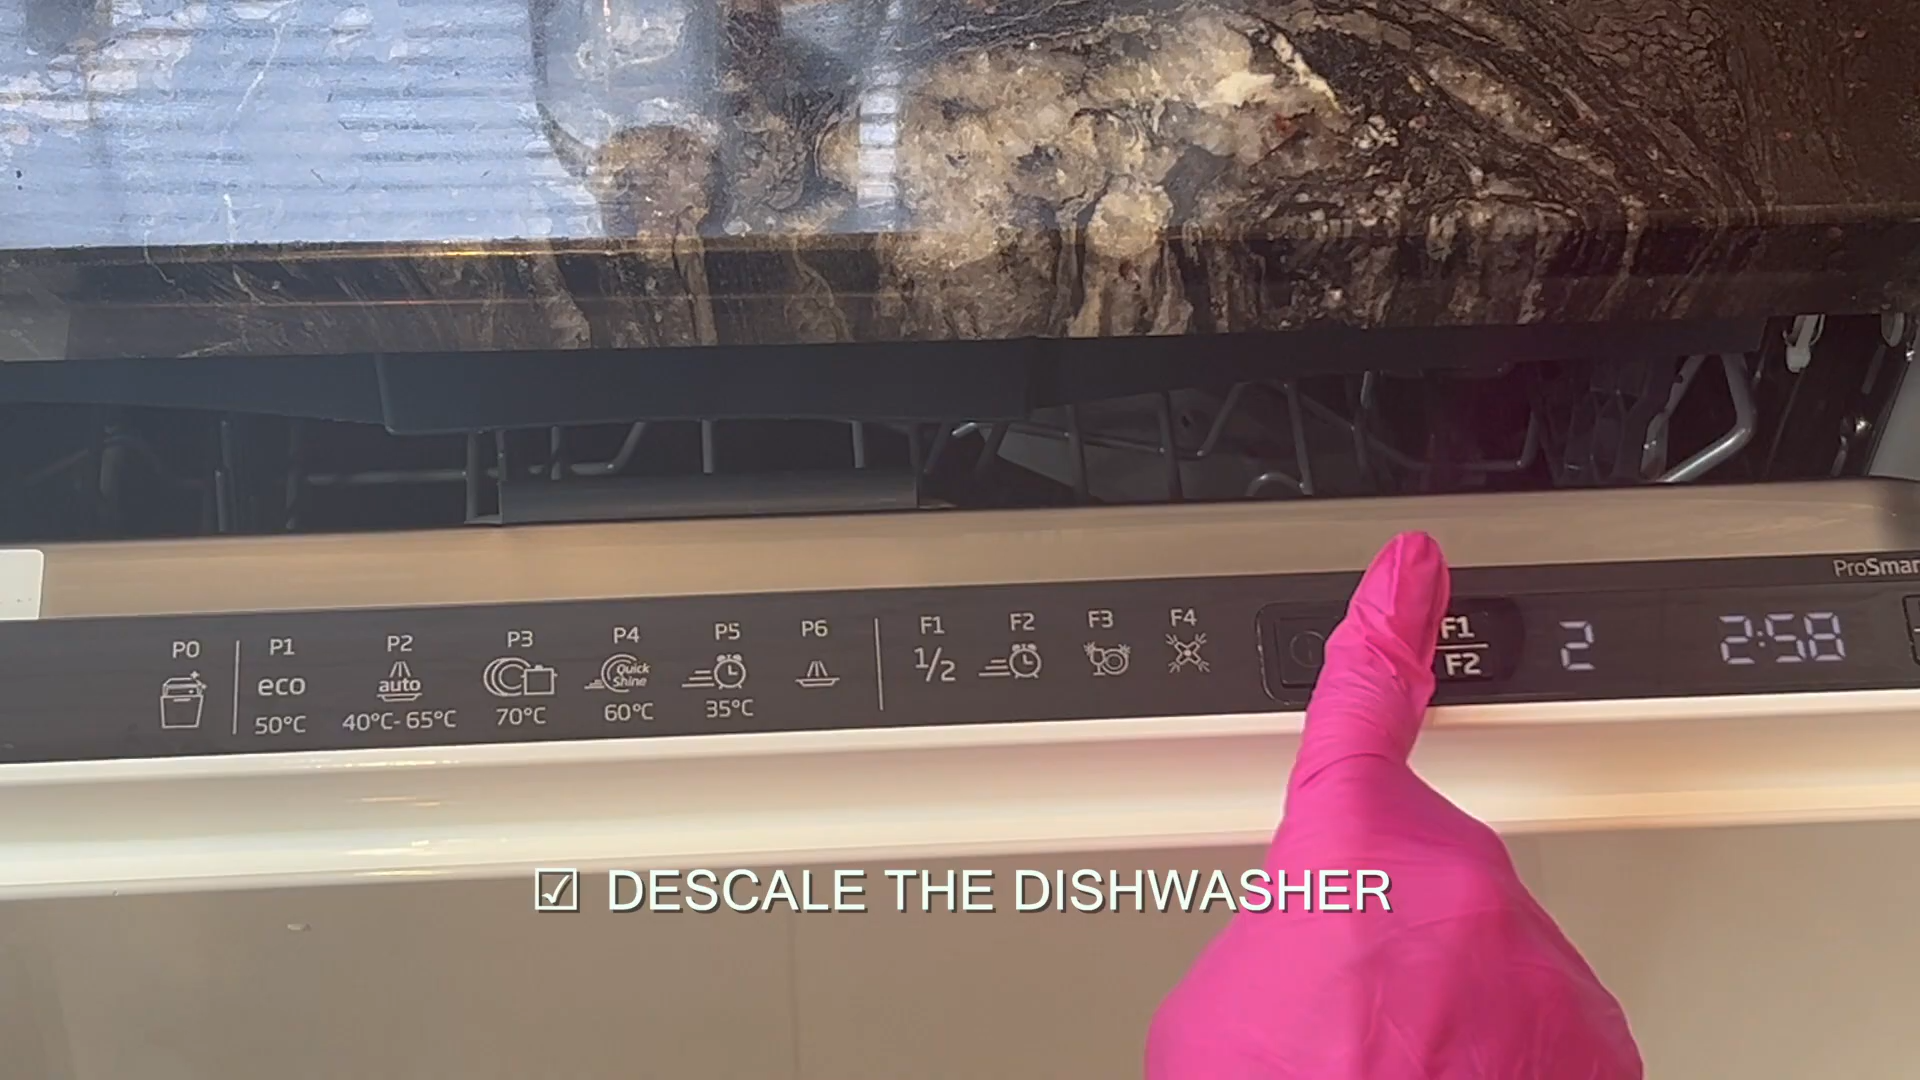 P0
P1
eco
50°C
P2
auto
40°C-65°C
P3
70°C
P4
Quick
Shine
60°C
P5
35°C
P6
F1
1/2
F2
F3
F4
F1
F2
2
2:58
ProSmar
☑ DESCALE THE DISHWASHER